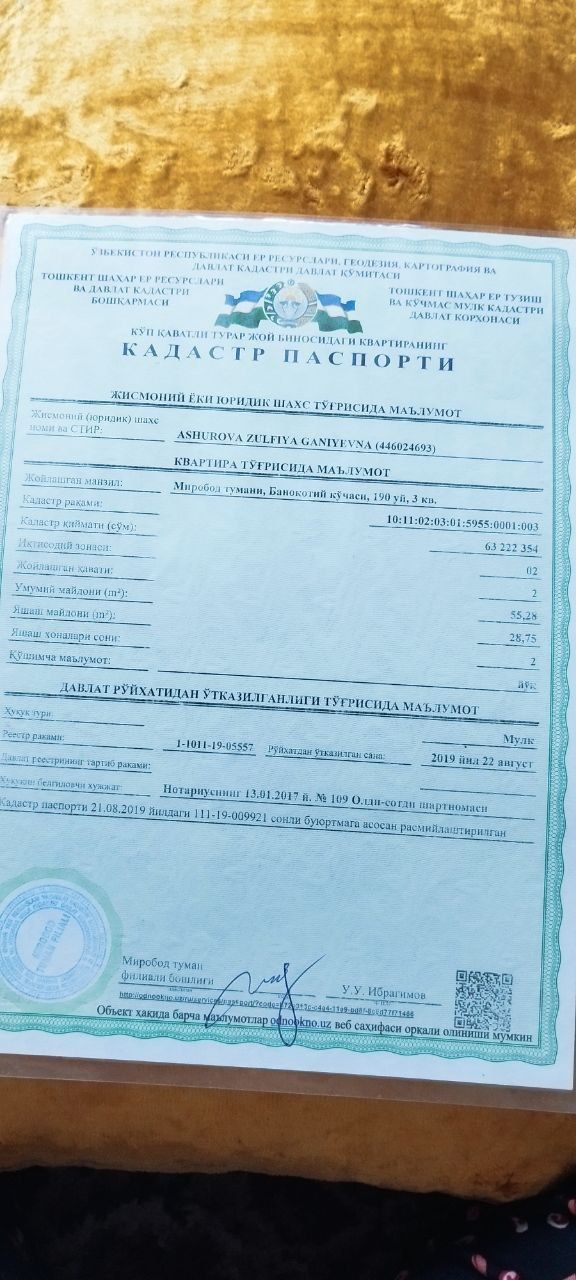 ЎЗБЕКИСТОН РЕСПУБЛИКАСИ ЕР РЕСУРСЛАРИ, ГЕОДЕЗИЯ, КАРТОГРАФИЯ ВА
ДАВЛАТ КАДАСТРИ ДАВЛАТ ҚЎМИТАСИ
ТОШКЕНТ ШАҲАР ЕР РЕСУРСЛАРИ
ВА ДАВЛАТ КАДАСТРИ
БОШҚАРМАСИ
ТОШКЕНТ ШАҲАР ЕР ТУЗИШ
ВА КЎЧМАС МУЛК КАДАСТРИ
ДАВЛАТ КОРХОНАСИ
КЎП ҚАВАТЛИ ТУРАР ЖОЙ БИНОСИДАГИ КВАРТИРАНИНГ
КАДАСТР ПАСПОРТИ
ЖИСМОНИЙ ЁКИ ЮРИДИК ШАХС ТЎҒРИСИДА МАЪЛУМОТ
Жисмоний (юридик) шахс
номи ва СТИР:
ASHUROVA ZULFIYA GANIYEVNA (446024693)
КВАРТИРА ТЎҒРИСИДА МАЪЛУМОТ
Жойлашган манзил:
Миробод тумани, Банокотий кўчаси, 190 уй, 3 кв.
Кадастр рақами:
10:11:02:03:01:5955:0001:003
Кадастр қиймати (сўм):
63 222 354
Иқтисодий зонаси:
02
Жойлашган қавати:
2
Умумий майдони (m²):
55,28
Яшаш майдони (m²):
28,75
Яшаш хоналари сони:
2
Қўшимча маълумот:
йўқ
ДАВЛАТ РЎЙХАТИДАН ЎТКАЗИЛГАНЛИГИ ТЎҒРИСИДА МАЪЛУМОТ
Ҳуқуқ тури:
Мулк
Реестр рақами:
1-1011-19-05557
Рўйхатдан ўтказилган сана:
2019 йил 22 август
Давлат реестрининг тартиб рақами:
Ҳуқуқни белгиловчи ҳужжат:
Нотариуснинг 13.01.2017 й. № 109 Олди-согди шартномаси
Кадастр паспорти 21.08.2019 йилдаги 111-19-009921 сонли буюртмага асосан расмийлаштирилган
Миробод туман
филиали бошлиғи
У.У. Ибрагимов
Объект ҳақида барча маълумотлар odnookno.uz веб сахифаси оркали олиниши мумкин